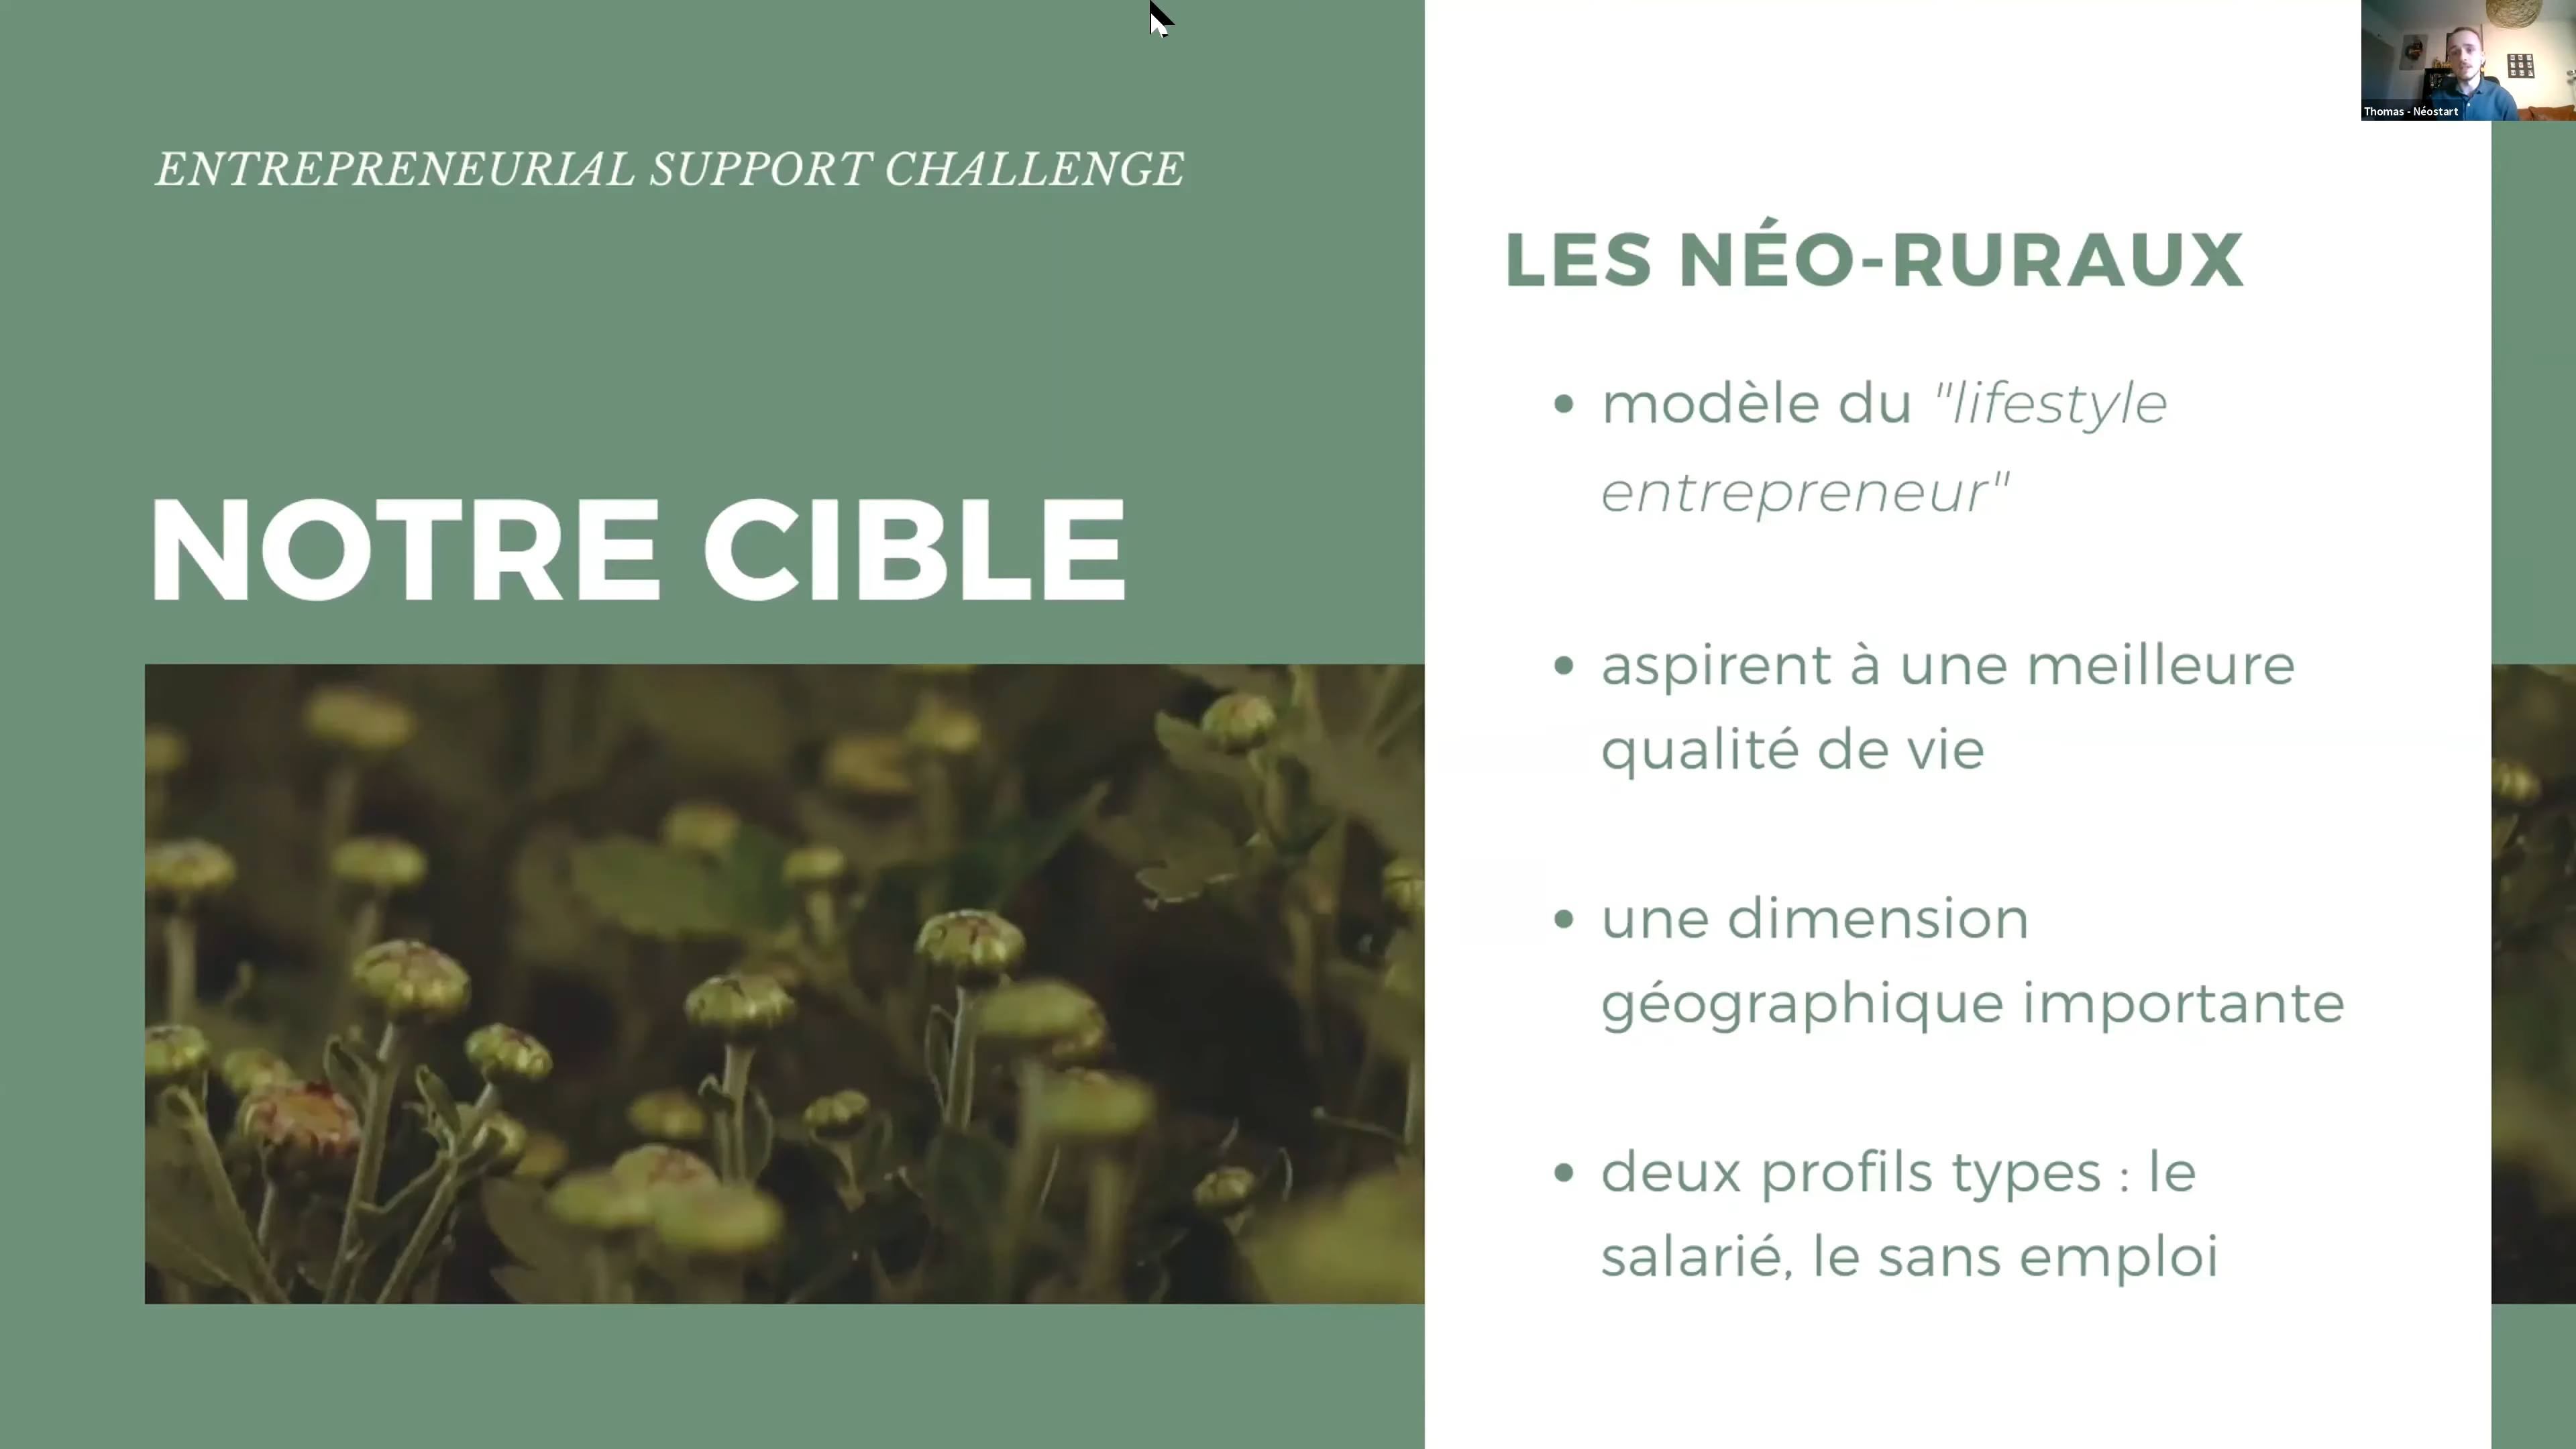 ENTREPRENEURIAL SUPPORT CHALLENGE
NOTRE CIBLE
LES NÉO-RURAUX
• modèle du "lifestyle
entrepreneur"
• aspirent à une meilleure
qualité de vie
• une dimension
géographique importante
• deux profils types : le
salarié, le sans emploi
Thomas - Néostart